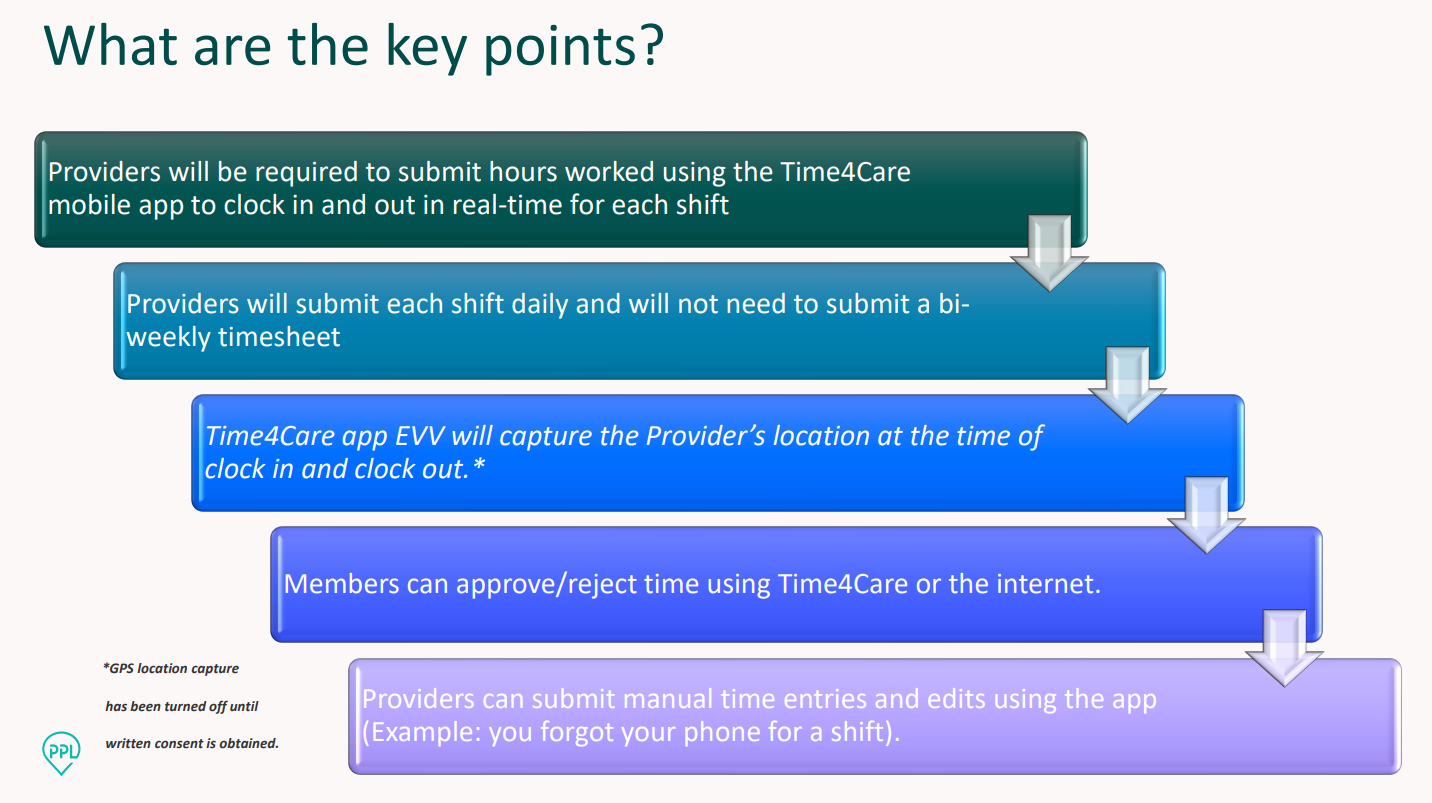 What are the key points?
Providers will be required to submit hours worked using the Time4Care
mobile app to clock in and out in real-time for each shift
Providers will submit each shift daily and will not need to submit a bi-
weekly timesheet
Time4Care app EVV will capture the Provider’s location at the time of
clock in and clock out.*
Members can approve/reject time using Time4Care or the internet.
Providers can submit manual time entries and edits using the app
(Example: you forgot your phone for a shift).
*GPS location capture
has been turned off until
written consent is obtained.
PPL